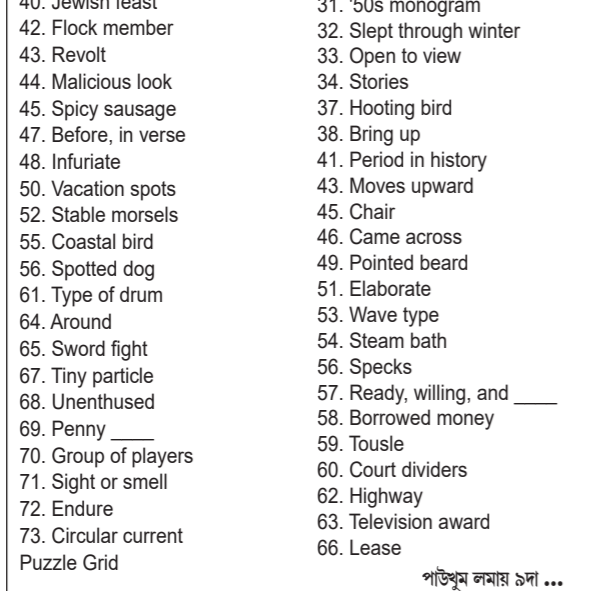 40. Jewish feast
42. Flock member
43. Revolt
44. Malicious look
45. Spicy sausage
47. Before, in verse
48. Infuriate
50. Vacation spots
52. Stable morsels
55. Coastal bird
56. Spotted dog
61. Type of drum
64. Around
65. Sword fight
67. Tiny particle
68. Unenthused
69. Penny ____
70. Group of players
71. Sight or smell
72. Endure
73. Circular current
Puzzle Grid
31. '50s monogram
32. Slept through winter
33. Open to view
34. Stories
37. Hooting bird
38. Bring up
41. Period in history
43. Moves upward
45. Chair
46. Came across
49. Pointed beard
51. Elaborate
53. Wave type
54. Steam bath
56. Specks
57. Ready, willing, and ____
58. Borrowed money
59. Tousle
60. Court dividers
62. Highway
63. Television award
66. Lease
পাউখুম লমায় ৯দা ...